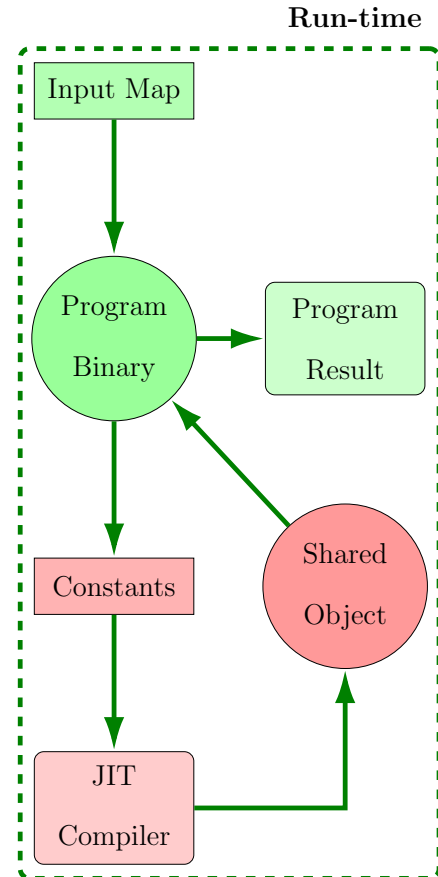 Run-time
Input Map
Program
Binary
Program
Result
Constants
Shared
Object
JIT
Compiler